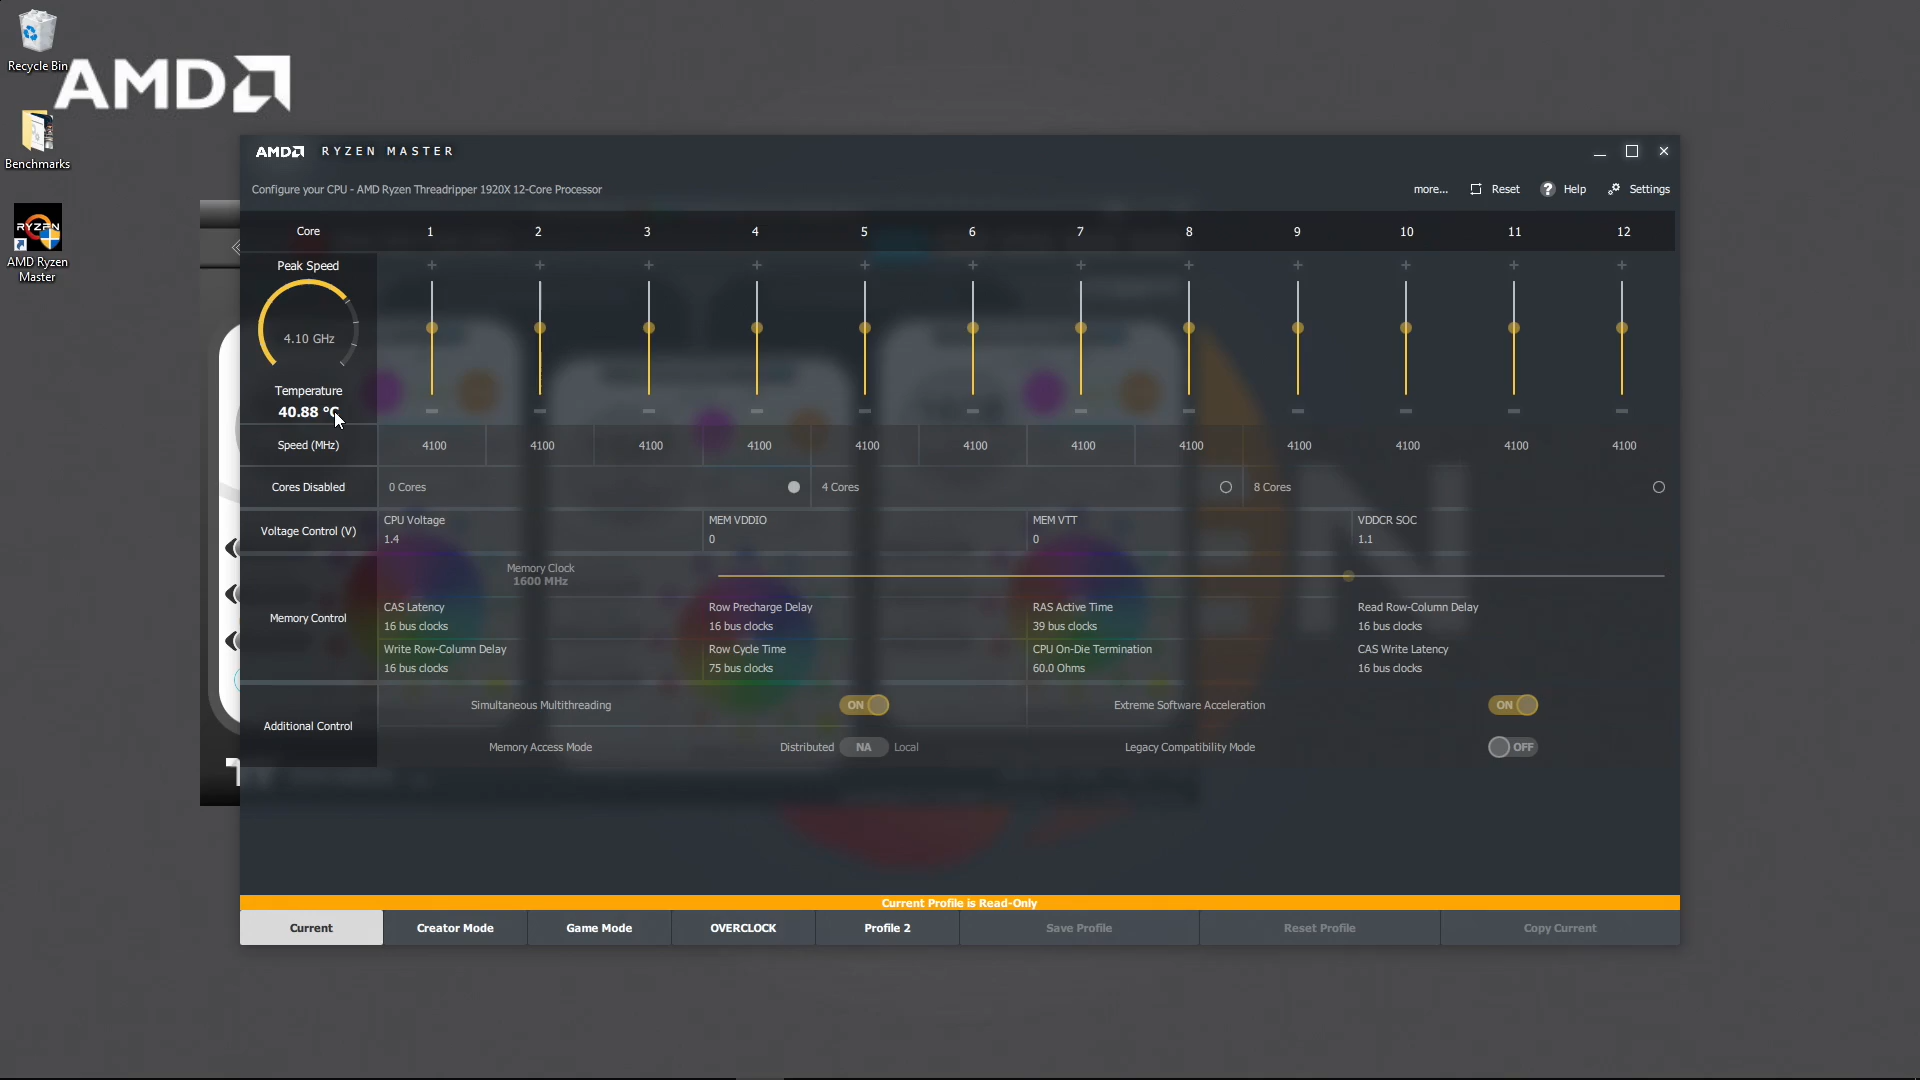 Recycle Bin
AMD
Benchmarks
RYZEN
AMD Ryzen
Master
AMD RYZEN MASTER
Configure your CPU - AMD Ryzen Threadripper 1920X 12-Core Processor
more... Reset ? Help Settings
Core 1 2 3 4 5 6 7 8 9 10 11 12
Peak Speed
4.10 GHz
Temperature
40.88 °C
Speed (MHz) 4100 4100 4100 4100 4100 4100 4100 4100 4100 4100 4100 4100
Cores Disabled 0 Cores 4 Cores 8 Cores
Voltage Control (V)
CPU Voltage MEM VDDIO MEM VTT VDDCR SOC
1.4 0 0 1.1
Memory Clock
1600 MHz
Memory Control
CAS Latency Row Precharge Delay RAS Active Time Read Row-Column Delay
16 bus clocks 16 bus clocks 39 bus clocks 16 bus clocks
Write Row-Column Delay Row Cycle Time CPU On-Die Termination CAS Write Latency
16 bus clocks 75 bus clocks 60.0 Ohms 16 bus clocks
Additional Control
Simultaneous Multithreading ON Extreme Software Acceleration ON
Memory Access Mode Distributed NA Local Legacy Compatibility Mode OFF
Current Profile is Read-Only
Current Creator Mode Game Mode OVERCLOCK Profile 2 Save Profile Reset Profile Copy Current